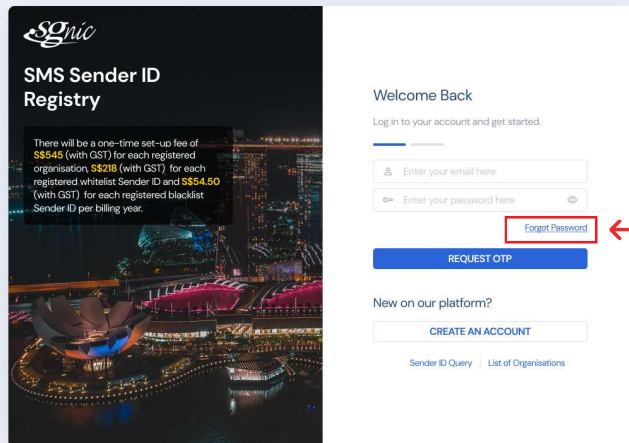 sgnic
SMS Sender ID
Registry
There will be a one-time set-up fee of
S$545 (with GST) for each registered
organisation, S$218 (with GST) for each
registered whitelist Sender ID and S$54.50
(with GST) for each registered blacklist
Sender ID per billing year.
Welcome Back
Log in to your account and get started.
Enter your email here
Enter your password here
Forgot Password
REQUEST OTP
New on our platform?
CREATE AN ACCOUNT
Sender ID Query | List of Organisations